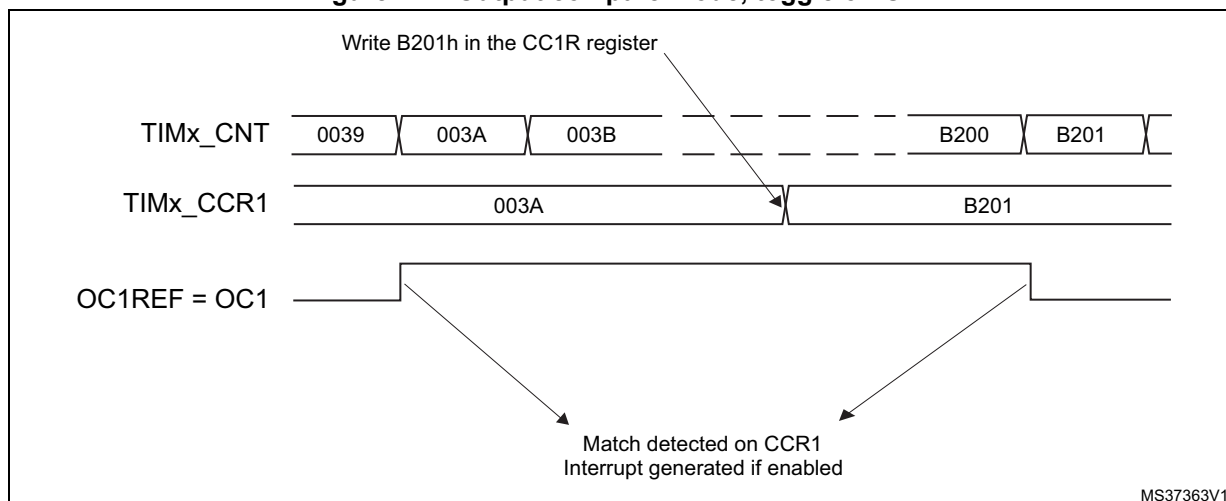 Write B201h in the CC1R register
TIMx_CNT 0039 003A 003B B200 B201
TIMx_CCR1 003A B201
OC1REF = OC1
Match detected on CCR1
Interrupt generated if enabled
MS37363V1